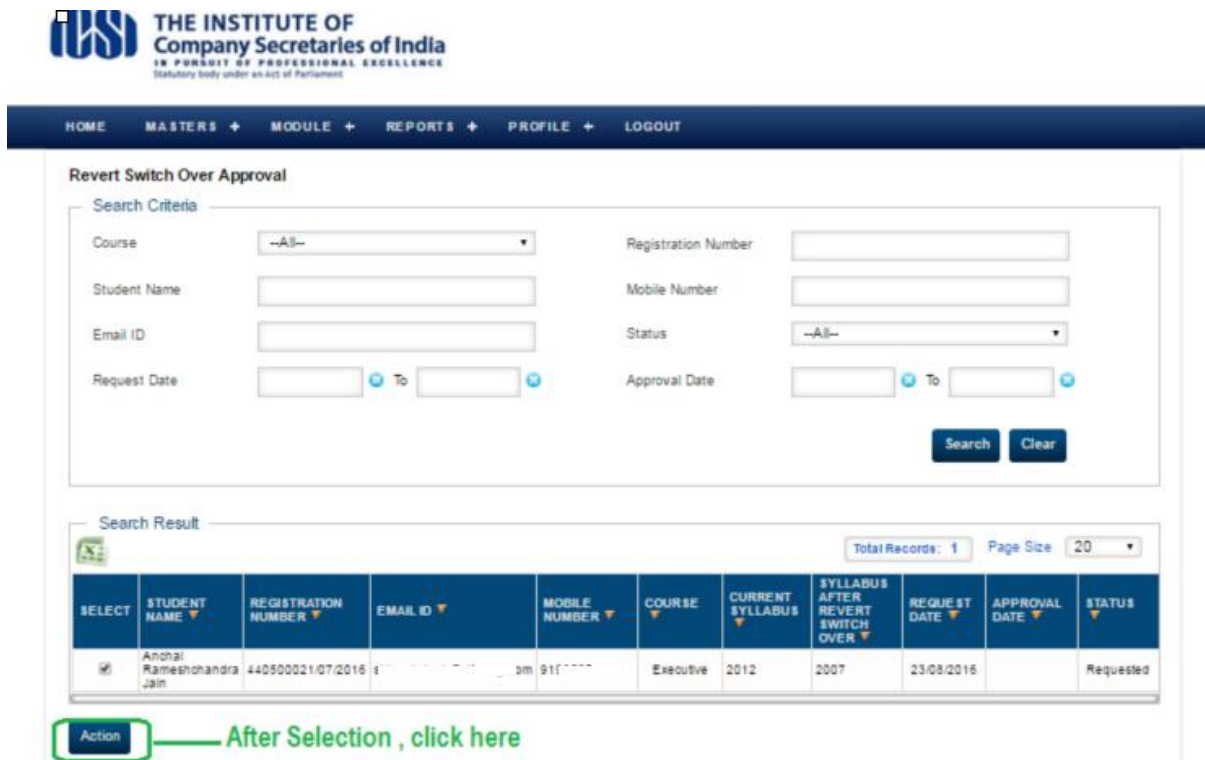 THE INSTITUTE OF
Company Secretaries of India
IN PURSUIT OF PROFESSIONAL EXCELLENCE
Statutory body under an Act of Parliament
HOME MASTERS + MODULE + REPORTS + PROFILE + LOGOUT
Revert Switch Over Approval
Search Criteria
Course --All-- Registration Number
Student Name Mobile Number
Email ID Status --All--
Request Date To Approval Date To
Search Clear
Search Result
Total Records: 1 Page Size 20
SELECT STUDENT NAME REGISTRATION NUMBER EMAIL ID MOBILE NUMBER COURSE CURRENT SYLLABUS SYLLABUS AFTER REVERT SWITCH OVER REQUEST DATE APPROVAL DATE STATUS
Anchal Rameshchandra Jain 440500021/07/2016 Executive 2012 2007 23/08/2016 Requested
Action After Selection , click here